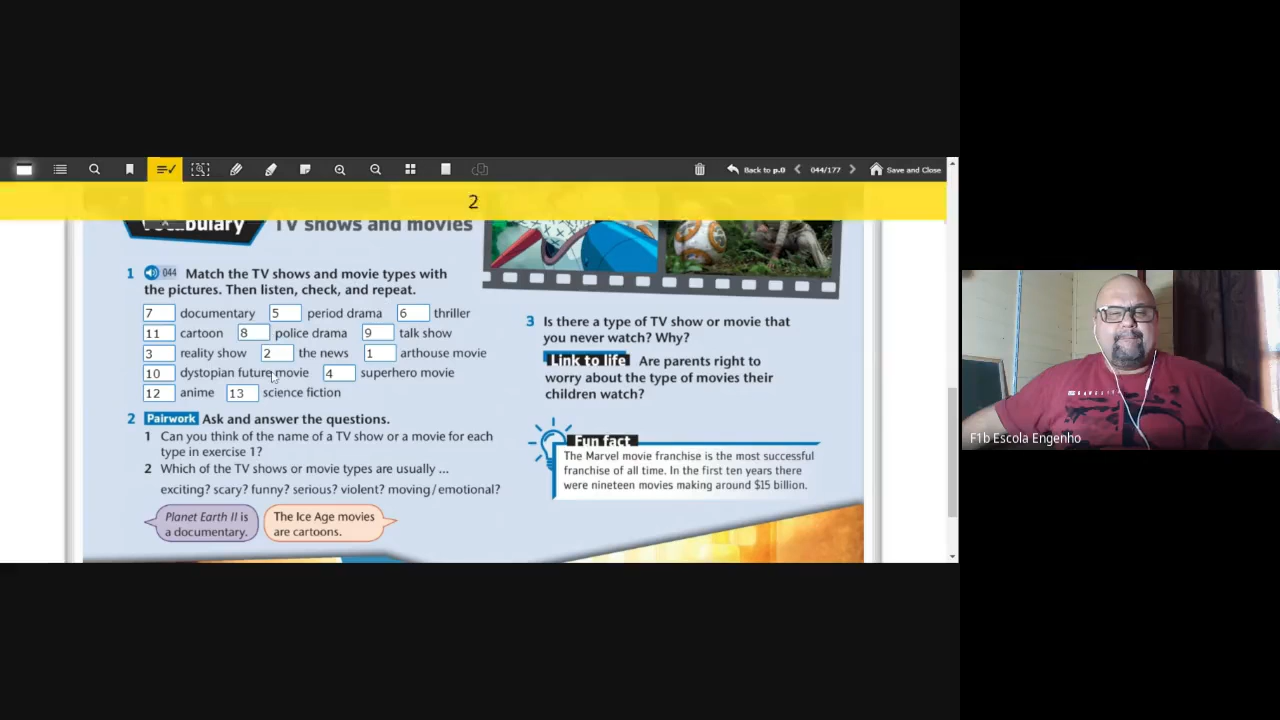 Back to p.0
044/177
Save and Close
2
Vocabulary TV shows and movies
1 044 Match the TV shows and movie types with
the pictures. Then listen, check, and repeat.
7 documentary 5 period drama 6 thriller
11 cartoon 8 police drama 9 talk show
3 reality show 2 the news 1 arthouse movie
10 dystopian future movie 4 superhero movie
12 anime 13 science fiction
2 Pairwork Ask and answer the questions.
1 Can you think of the name of a TV show or a movie for each
type in exercise 1?
2 Which of the TV shows or movie types are usually ...
exciting? scary? funny? serious? violent? moving/emotional?
Planet Earth II is
a documentary.
The Ice Age movies
are cartoons.
3 Is there a type of TV show or movie that
you never watch? Why?
Link to life Are parents right to
worry about the type of movies their
children watch?
Fun fact
The Marvel movie franchise is the most successful
franchise of all time. In the first ten years there
were nineteen movies making around $15 billion.
F1b Escola Engenho